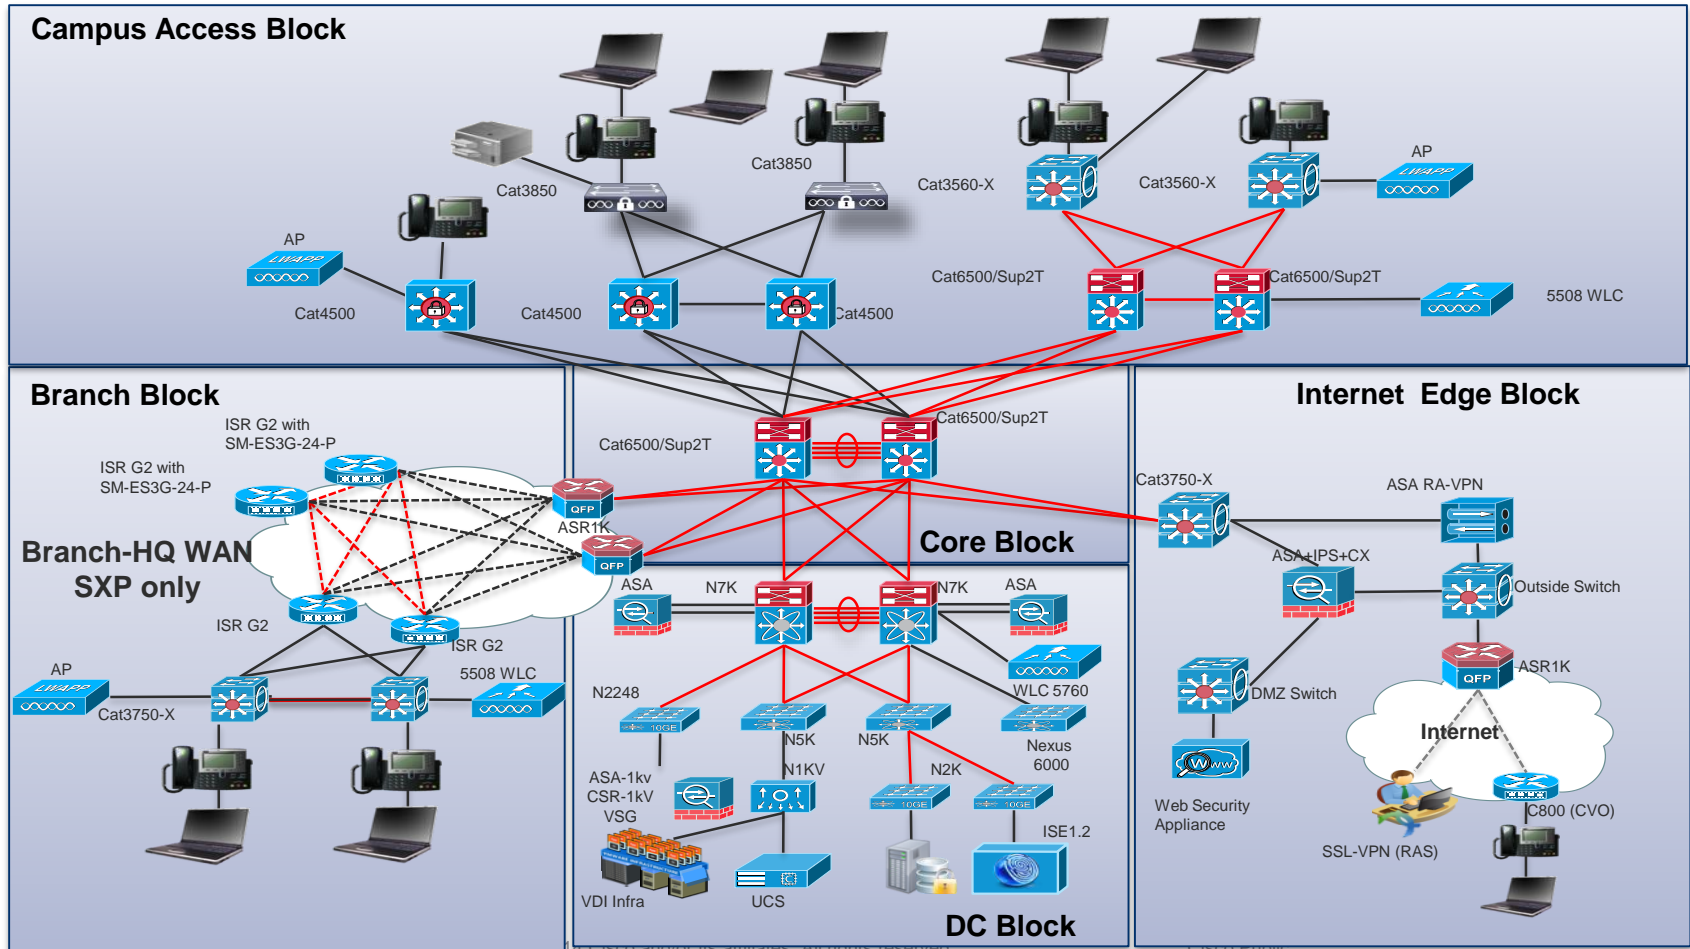 Campus Access Block
Cat3850
Cat3850
Cat3560-X
Cat3560-X
AP
LWAPP
AP
LWAPP
Cat6500/Sup2T
Cat6500/Sup2T
5508 WLC
Cat4500
Cat4500
Cat4500
Branch Block
ISR G2 with
SM-ES3G-24-P
ISR G2 with
SM-ES3G-24-P
Branch-HQ WAN
SXP only
QFP
ASR1K
QFP
ISR G2
ISR G2
AP
LWAPP
Cat3750-X
5508 WLC
Cat6500/Sup2T
Cat6500/Sup2T
Core Block
ASA
N7K
N7K
ASA
WLC 5760
N2248
10GE
N5K
N5K
Nexus
6000
ASA-1kv
CSR-1kV
VSG
N1KV
N2K
10GE
10GE
ISE1.2
VDI Infra
UCS
C
DC Block
Internet Edge Block
Cat3750-X
ASA RA-VPN
ASA+IPS+CX
Outside Switch
QFP
ASR1K
DMZ Switch
Internet
Www
Web Security
Appliance
C800 (CVO)
SSL-VPN (RAS)